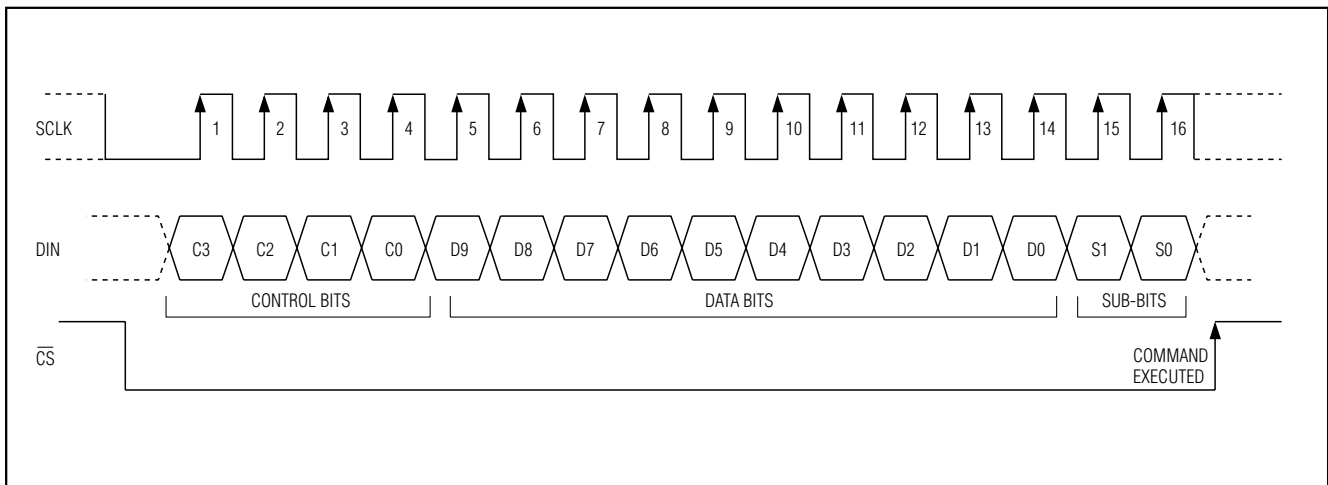 SCLK 1 2 3 4 5 6 7 8 9 10 11 12 13 14 15 16
DIN C3 C2 C1 C0 D9 D8 D7 D6 D5 D4 D3 D2 D1 D0 S1 S0
CONTROL BITS DATA BITS SUB-BITS
CS
COMMAND
EXECUTED